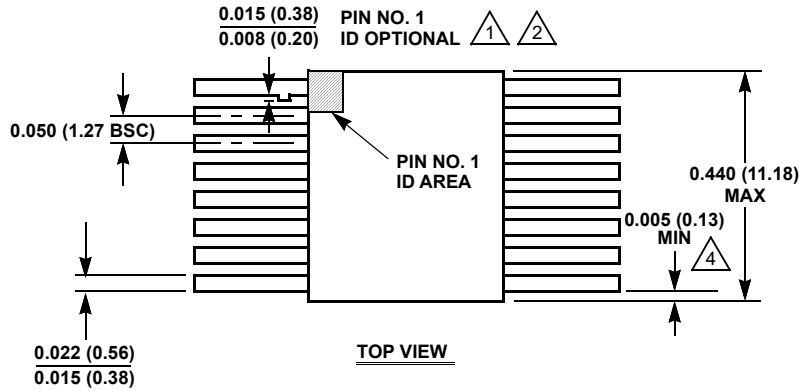 0.015 (0.38)
0.008 (0.20)
PIN NO. 1
ID OPTIONAL
1
2
0.050 (1.27 BSC)
PIN NO. 1
ID AREA
0.440 (11.18)
MAX
0.005 (0.13)
MIN
4
0.022 (0.56)
0.015 (0.38)
TOP VIEW